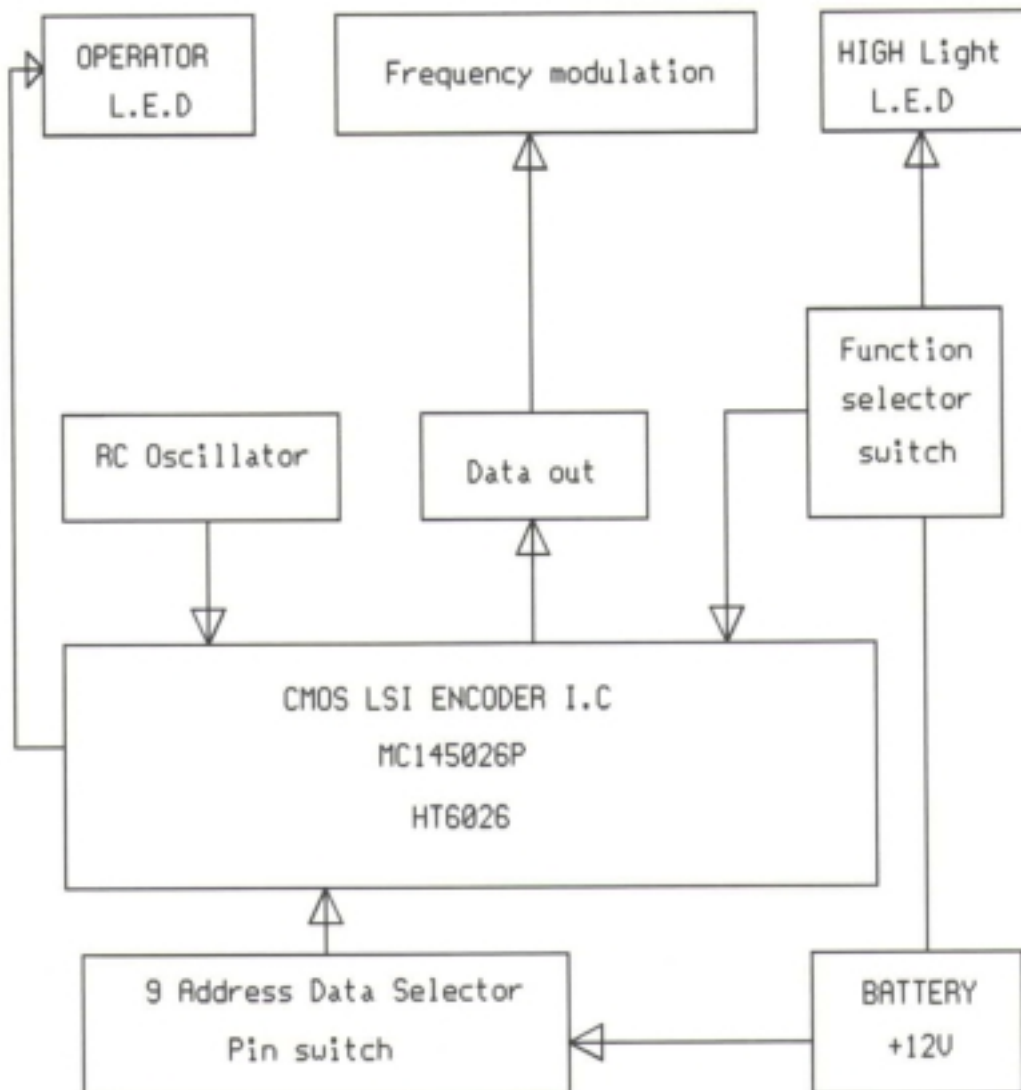 OPERATOR
L.E.D
Frequency modulation
HIGH Light
L.E.D
Function
selector
switch
RC Oscillator
Data out
CMOS LSI ENCODER I.C
MC145026P
HT6026
9 Address Data Selector
Pin switch
BATTERY
+12V